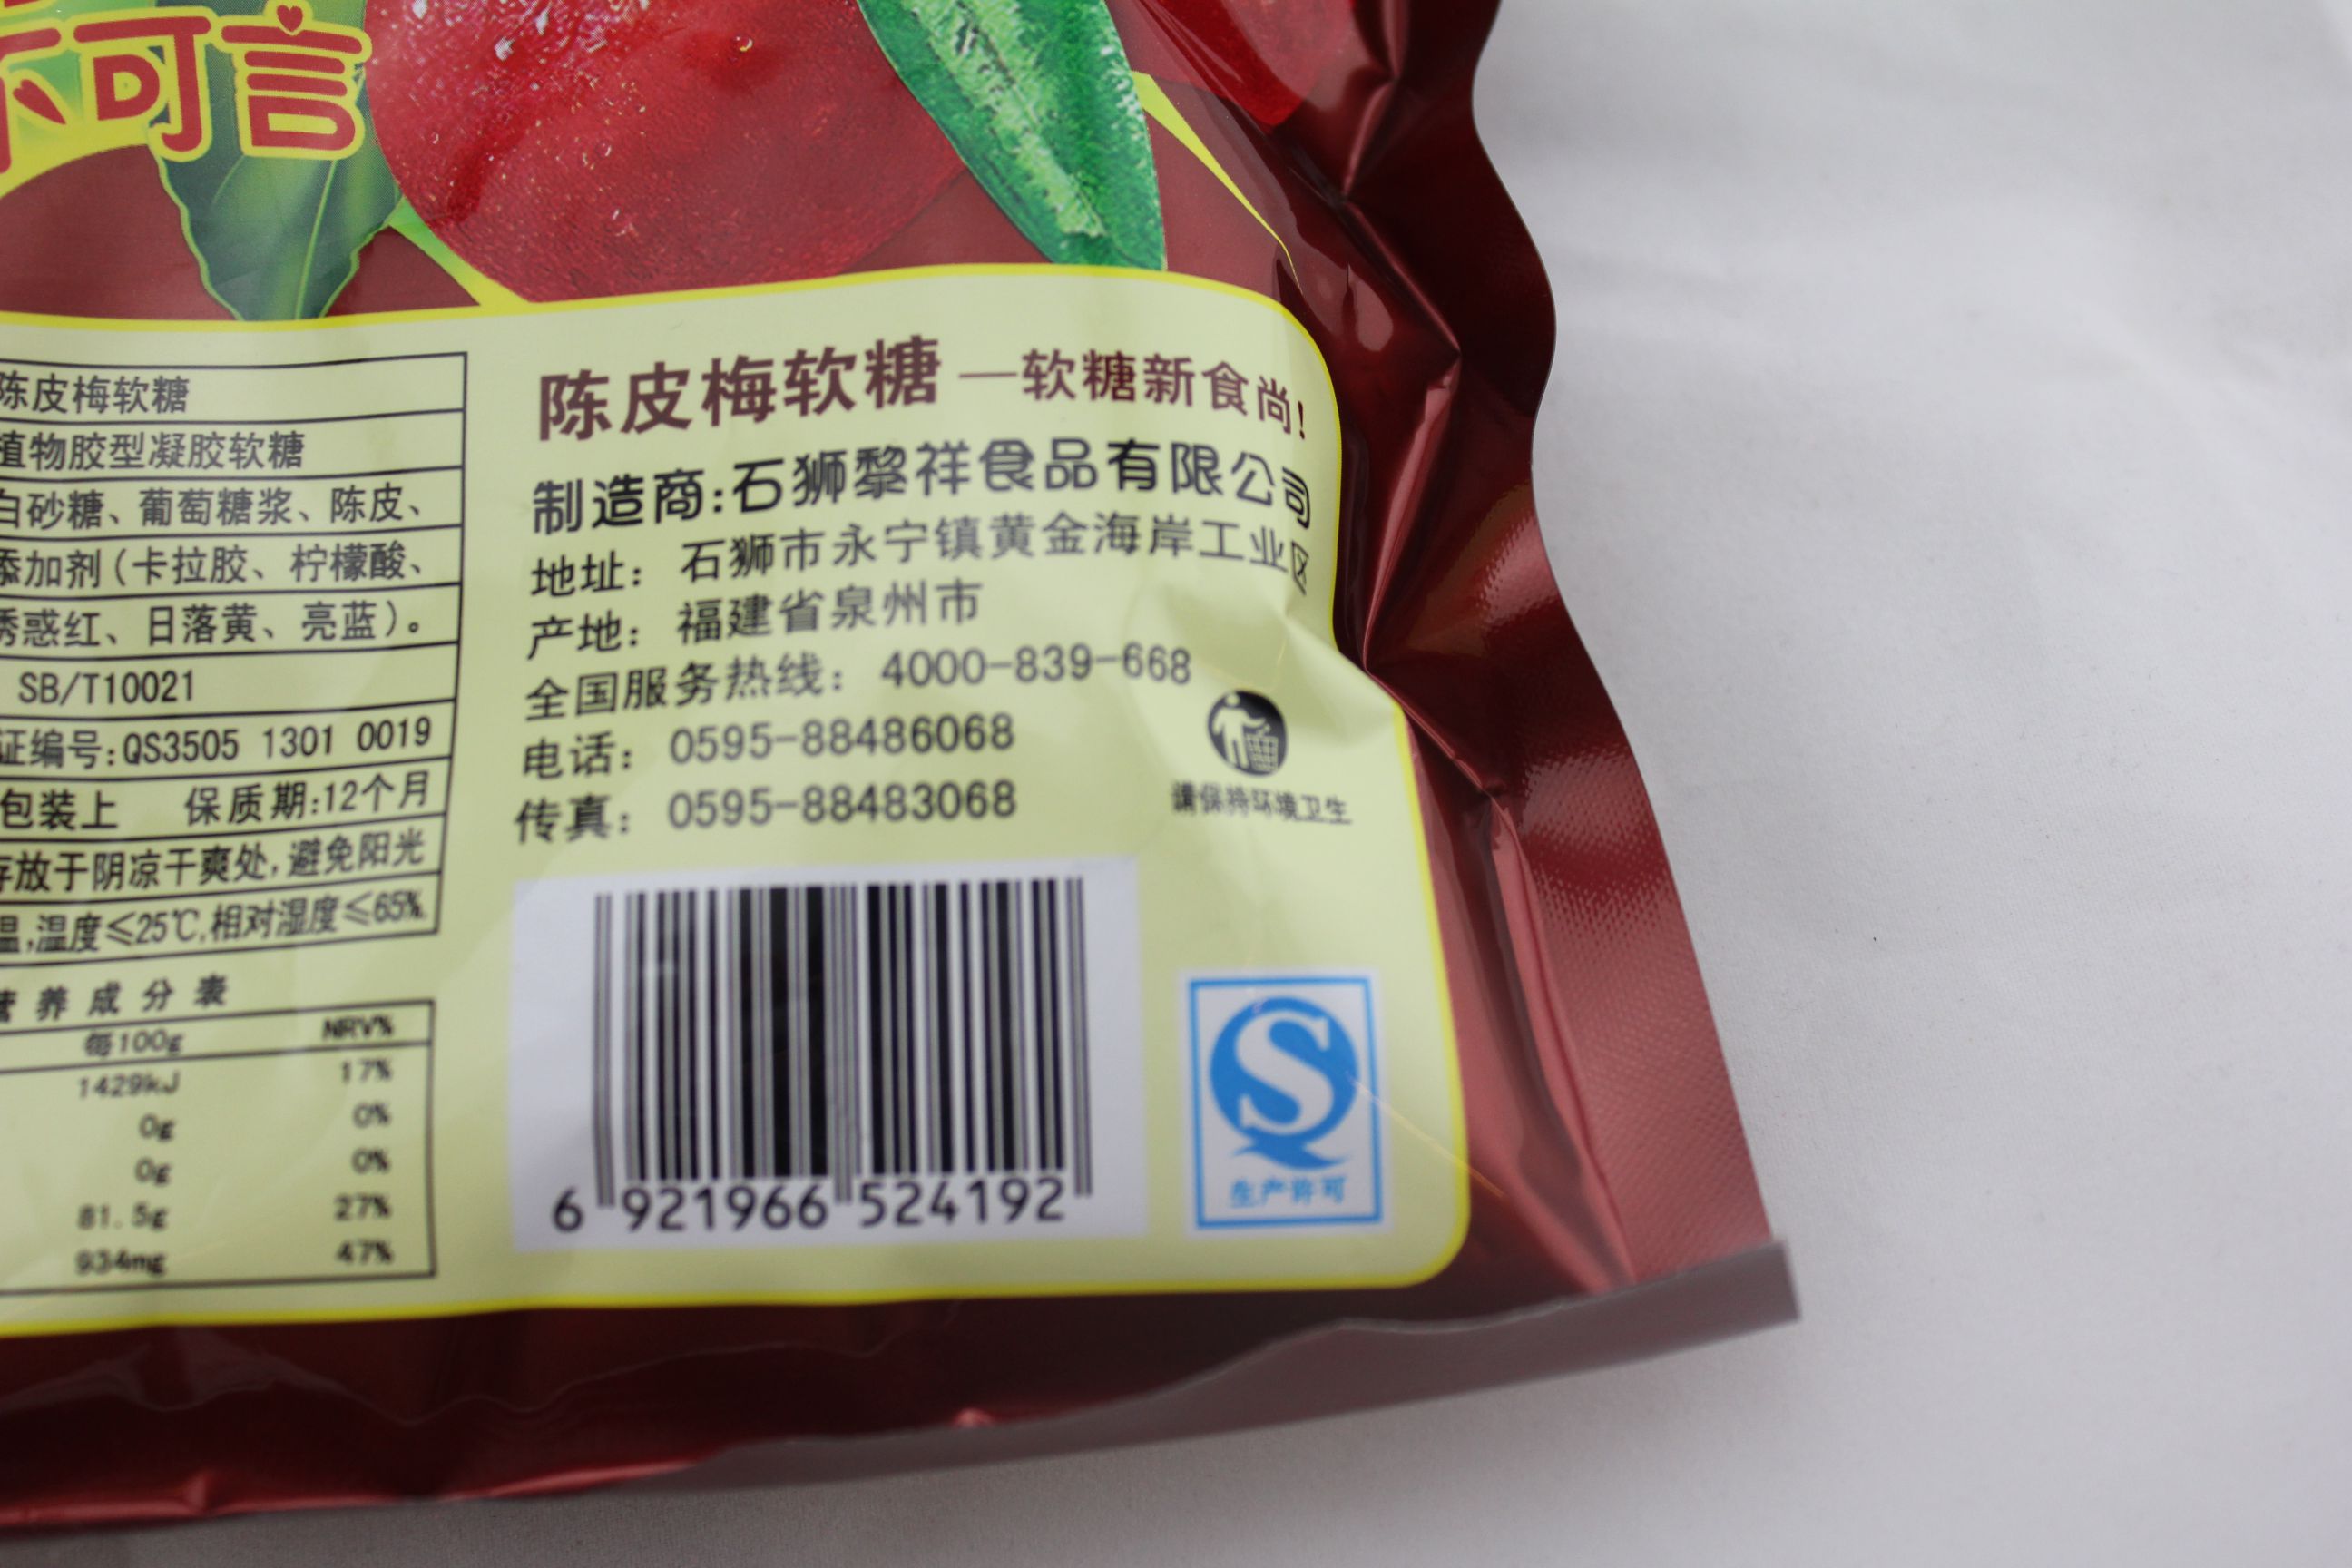 不可言
陈皮梅软糖
植物胶型凝胶软糖
白砂糖、葡萄糖浆、陈皮、
添加剂(卡拉胶、柠檬酸、
诱惑红、日落黄、亮蓝)。
SB/T10021
证编号:QS3505 1301 0019
包装上 保质期:12个月
存放于阴凉干爽处,避免阳光
温,温度≤25℃,相对湿度≤65%.
营养成分表
每100g NRV%
1429kJ 17%
0g 0%
0g 0%
81.5g 27%
934mg 47%
陈皮梅软糖—软糖新食尚!
制造商:石狮黎祥食品有限公司
地址: 石狮市永宁镇黄金海岸工业区
产地: 福建省泉州市
全国服务热线: 4000-839-668
电话: 0595-88486068
传真: 0595-88483068
请保持环境卫生
6 921966 524192
QS
生产许可